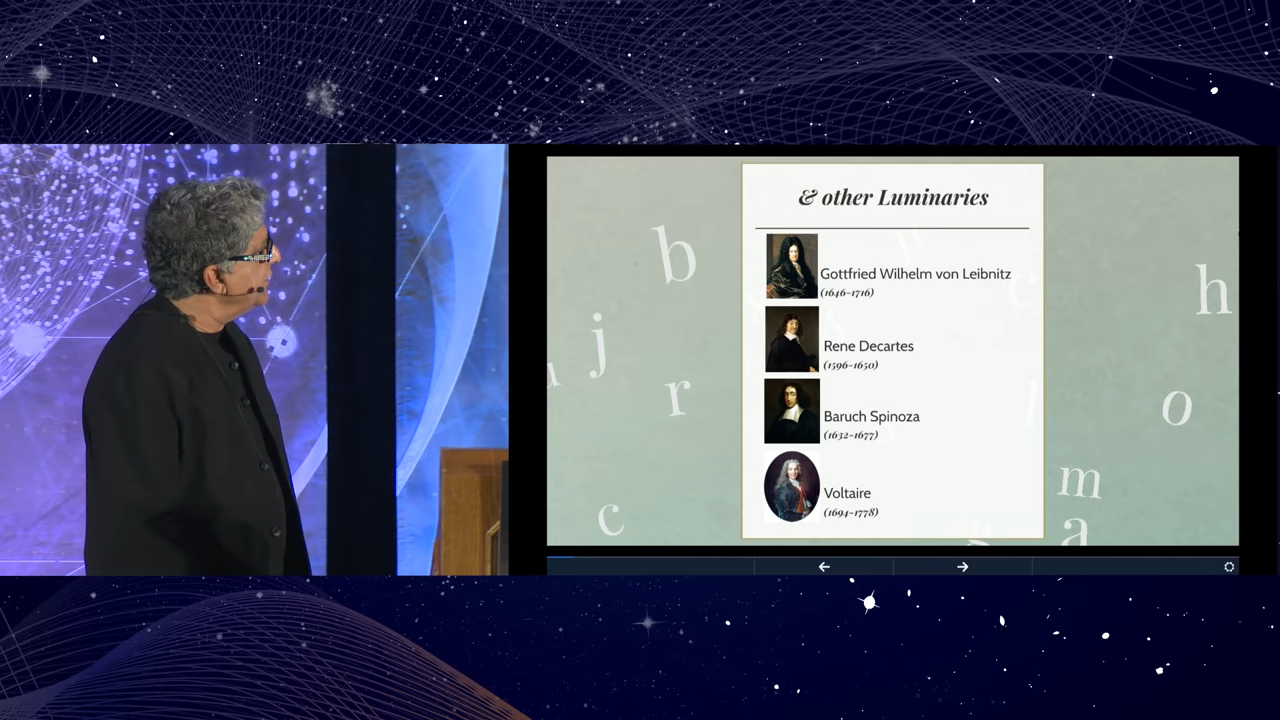 & other Luminaries
Gottfried Wilhelm von Leibnitz
(1646-1716)
Rene Decartes
(1596-1650)
Baruch Spinoza
(1632-1677)
Voltaire
(1694-1778)
b
h
j
u
r
o
m
c
a